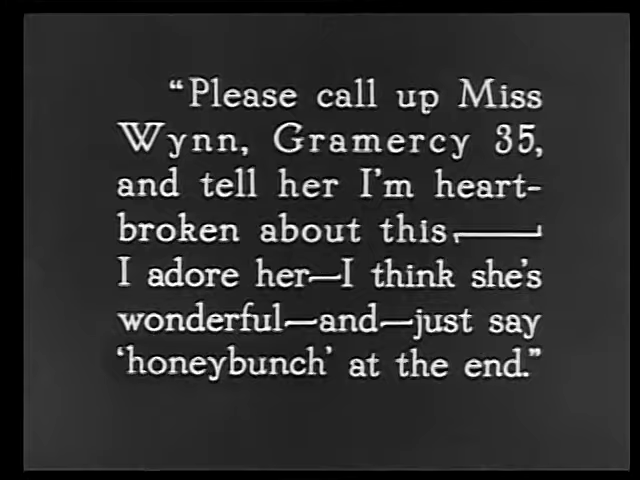 “Please call up Miss
Wynn, Gramercy 35,
and tell her I'm heart-
broken about this——
I adore her—I think she's
wonderful—and—just say
‘honeybunch’ at the end.”